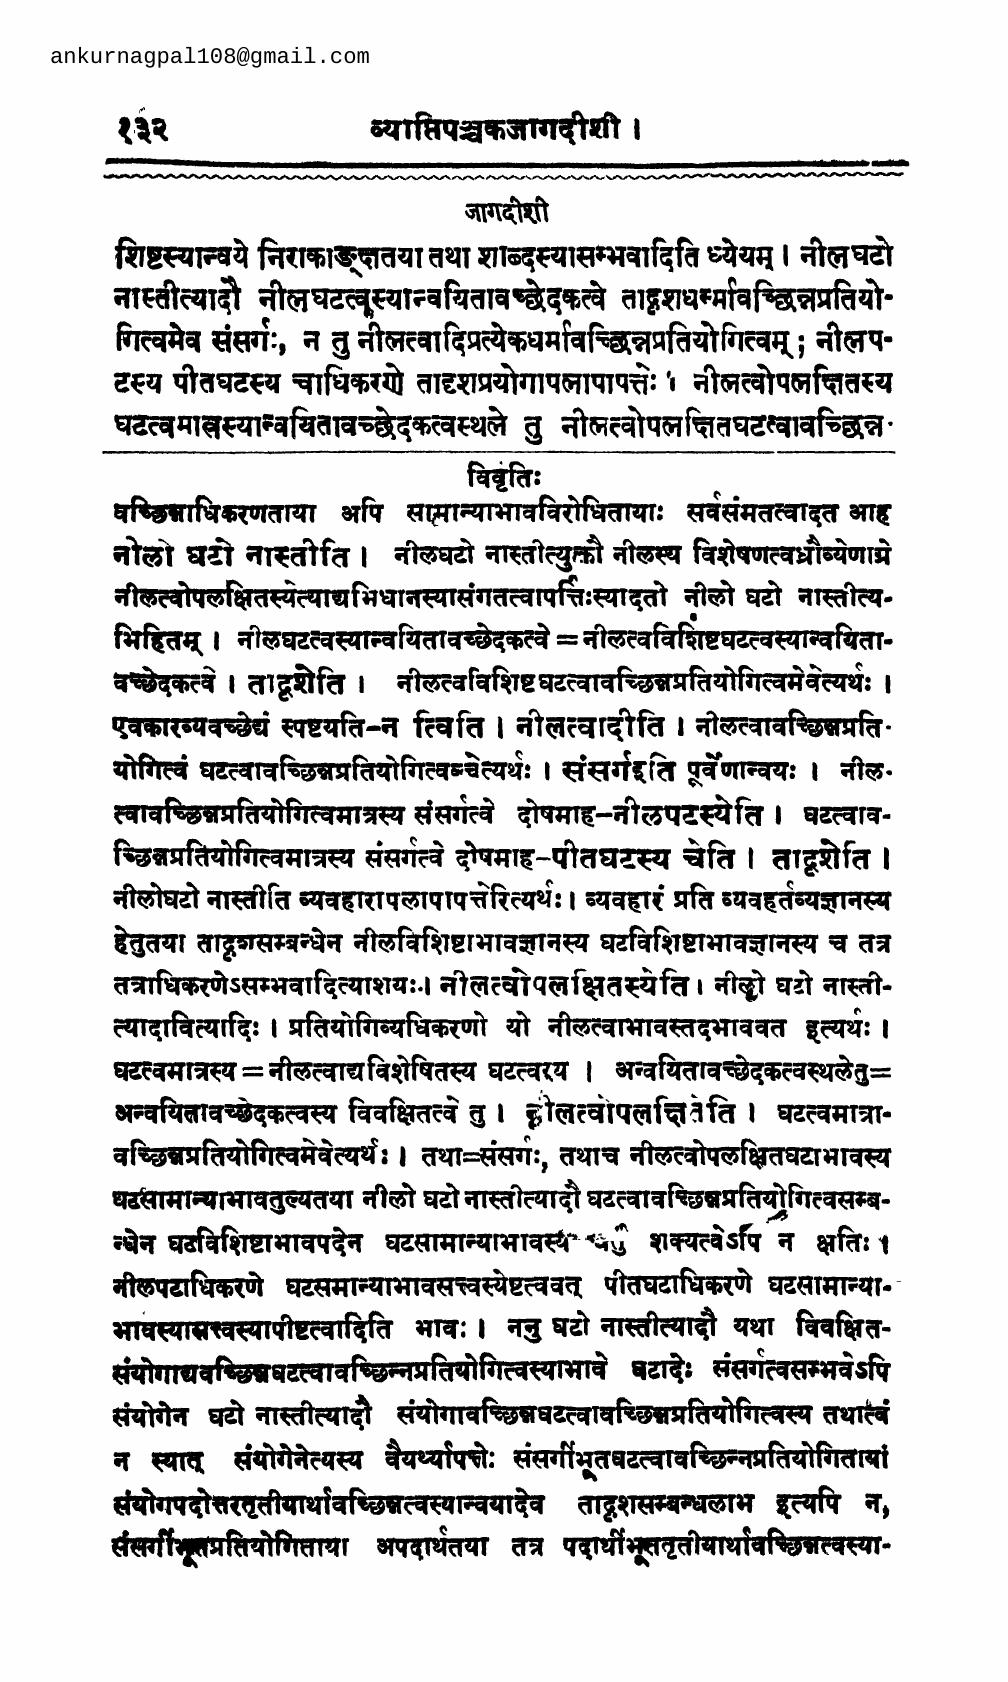 ankurnagpal108@gmail.com
१३२
व्याप्तिपञ्चकजागदीशी ।
जागदीशी
शिष्टस्यान्वये निराकाङ्क्षतया तथा शाब्दस्यासम्भवादिति ध्येयम् । नीलघटो
नास्तीत्यादौ नीलघटत्वस्यान्वयितावच्छेदकत्वे तादृशधर्म्मावच्छिन्नप्रतियो-
गित्वमेव संसर्गः, न तु नीलत्वादिप्रत्येकधर्मावच्छिन्नप्रतियोगित्वम् ; नीलप-
टस्य पीतघटस्य चाधिकरणे तादृशप्रयोगापलापापत्तेः । नीलत्वोपलक्षितस्य
घटत्वमात्रस्यान्वयितावच्छेदकत्वस्थले तु नीलत्वोपलक्षितघटत्वावच्छिन्न-
विवृतिः
वच्छिन्नाधिकरणताया अपि सामान्याभावविरोधितायाः सर्वसंमतत्वादत आह
नोलो घटो नास्तीति । नीलघटो नास्तीत्युक्तौ नीलस्य विशेषणत्वध्रौव्येणाग्रे
नीलत्वोपलक्षितस्येत्याद्यभिधानस्यासंगतत्वापत्तिःस्यादतो नीलो घटो नास्तीत्य-
भिहितम् । नीलघटत्वस्यान्वयितावच्छेदकत्वे = नीलत्वविशिष्टघटत्वस्यान्वयिता-
वच्छेदकत्वे । तादृशेति । नीलत्वविशिष्टघटत्वावच्छिन्नप्रतियोगित्वमेवेत्यर्थः ।
एवकारव्यवच्छेद्यं स्पष्टयति–न त्विति । नीलत्वादीति । नीलत्वावच्छिन्नप्रति-
योगित्वं घटत्वावच्छिन्नप्रतियोगित्वञ्चेत्यर्थः । संसर्गइति पूर्वेणान्वयः । नील-
त्वावच्छिन्नप्रतियोगित्वमात्रस्य संसर्गत्वे दोषमाह–नीलपटस्येति । घटत्वाव-
च्छिन्नप्रतियोगित्वमात्रस्य संसर्गत्वे दोषमाह–पीतघटस्य चेति । तादृशेति ।
नीलोघटो नास्तीति व्यवहारापलापापत्तेरित्यर्थः । व्यवहारं प्रति व्यवहर्तव्यज्ञानस्य
हेतुतया तादृशसम्बन्धेन नीलविशिष्टाभावज्ञानस्य घटविशिष्टाभावज्ञानस्य च तत्र
तत्राधिकरणेऽसम्भवादित्याशयः । नीलत्वोपलक्षितस्येति । नीलो घटो नास्ती-
त्यादावित्यादिः । प्रतियोगिव्यधिकरणो यो नीलत्वाभावस्तदभाववत इत्यर्थः ।
घटत्वमात्रस्य = नीलत्वाद्यविशेषितस्य घटत्वस्य । अन्वयितावच्छेदकत्वस्थलेतु=
अन्वयितावच्छेदकत्वस्य विवक्षितत्वे तु । नीलत्वोपलक्षितेति । घटत्वमात्रा-
वच्छिन्नप्रतियोगित्वमेवेत्यर्थः । तथा=संसर्गः, तथाच नीलत्वोपलक्षितघटाभावस्य
घटसामान्याभावतुल्यतया नीलो घटो नास्तीत्यादौ घटत्वावच्छिन्नप्रतियोगित्वसम्ब-
न्धेन घटविशिष्टाभावपदेन घटसामान्याभावस्य शक्यत्वेऽपि न क्षतिः ।
नीलपटाधिकरणे घटसमान्याभावसत्त्वस्येष्टत्ववत् पीतघटाधिकरणे घटसामान्या-
भावस्यासत्त्वस्यापीष्टत्वादिति भावः । ननु घटो नास्तीत्यादौ यथा विवक्षित-
संयोगाद्यवच्छिन्नघटत्वावच्छिन्नप्रतियोगित्वस्याभावे घटादेः संसर्गत्वसम्भवेऽपि
संयोगेन घटो नास्तीत्यादौ संयोगावच्छिन्नघटत्वावच्छिन्नप्रतियोगित्वस्य तथात्वं
न स्यात् संयोगेनेत्यस्य वैयर्थ्यापत्तेः संसर्गीभूतघटत्वावच्छिन्नप्रतियोगितायां
संयोगपदोत्तरतृतीयार्थावच्छिन्नत्वस्यान्वयादेव तादृशसम्बन्धलाभ इत्यपि न,
संसर्गीभूतप्रतियोगिताया अपदार्थतया तत्र पदार्थीभूततृतीयार्थावच्छिन्नत्वस्या-